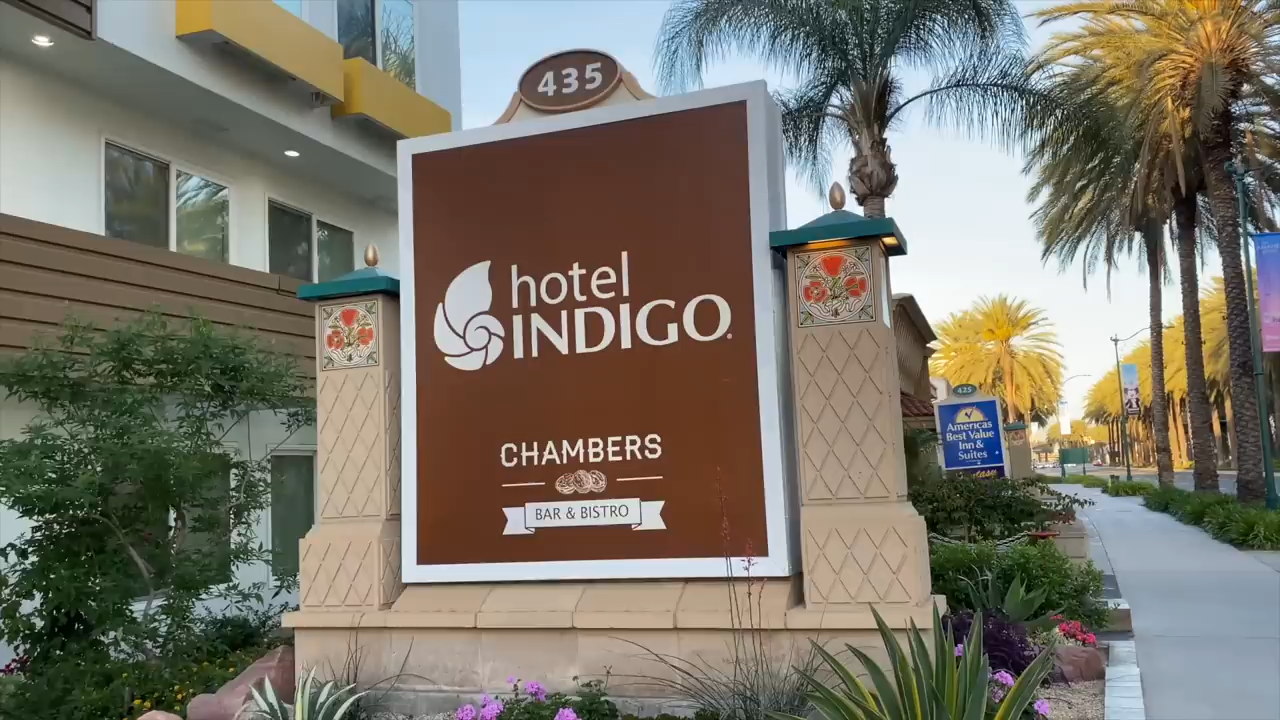 435
hotel
INDIGO
CHAMBERS
BAR & BISTRO
425
Americas
Best Value
Inn &
Suites